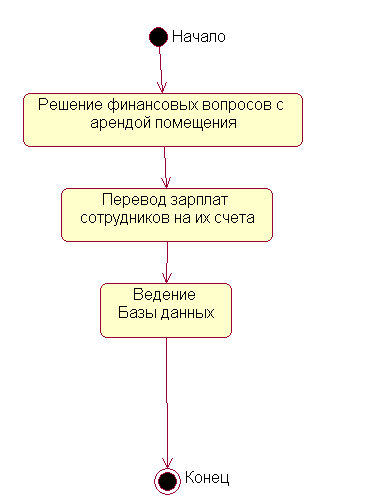 Начало
Решение финансовых вопросов с
арендой помещения
Перевод зарплат
сотрудников на их счета
Ведение
Базы данных
Конец